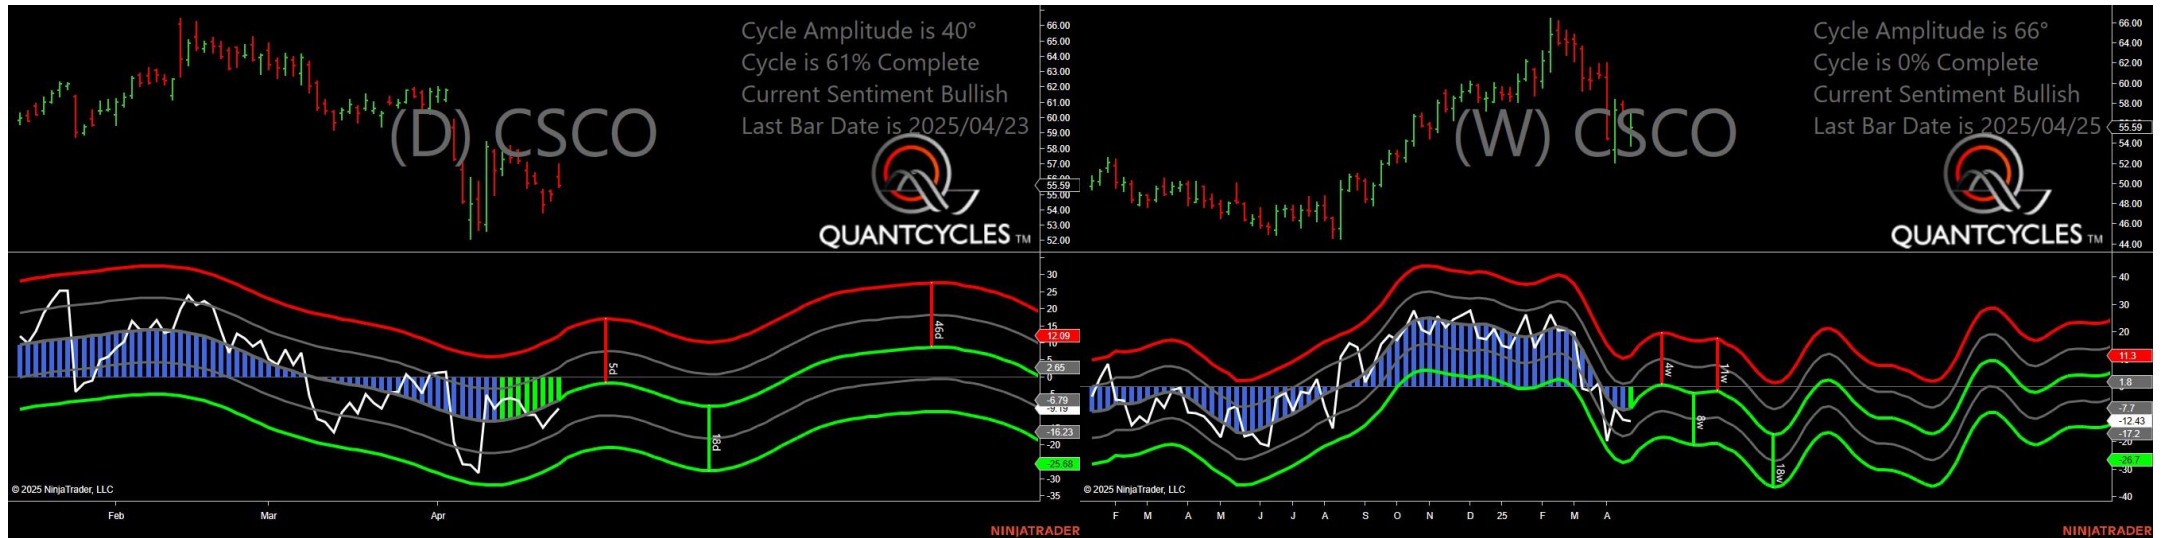 Cycle Amplitude is 40°
Cycle is 61% Complete
Current Sentiment Bullish
Last Bar Date is 2025/04/23
(D) CSCO
QUANTCYCLES TM
66.00
65.00
64.00
63.00
62.00
61.00
60.00
59.00
58.00
57.00
55.59
55.00
54.00
53.00
52.00
30
25
20
15
12.09
10
5
2.65
0
-6.79
-9.19
-16.23
-20
-25.68
-30
-35
5d
18d
46d
© 2025 NinjaTrader, LLC
Feb Mar Apr
NINJATRADER
Cycle Amplitude is 66°
Cycle is 0% Complete
Current Sentiment Bullish
Last Bar Date is 2025/04/25
(W) CSCO
QUANTCYCLES TM
66.00
64.00
62.00
60.00
58.00
55.59
54.00
52.00
50.00
48.00
46.00
44.00
40
30
20
11.3
1.8
-7.7
-12.43
-17.2
-26.7
-30
-40
4w
8w
11w
18w
© 2025 NinjaTrader, LLC
F M A M J J A S O N D 25 F M A
NINJATRADER